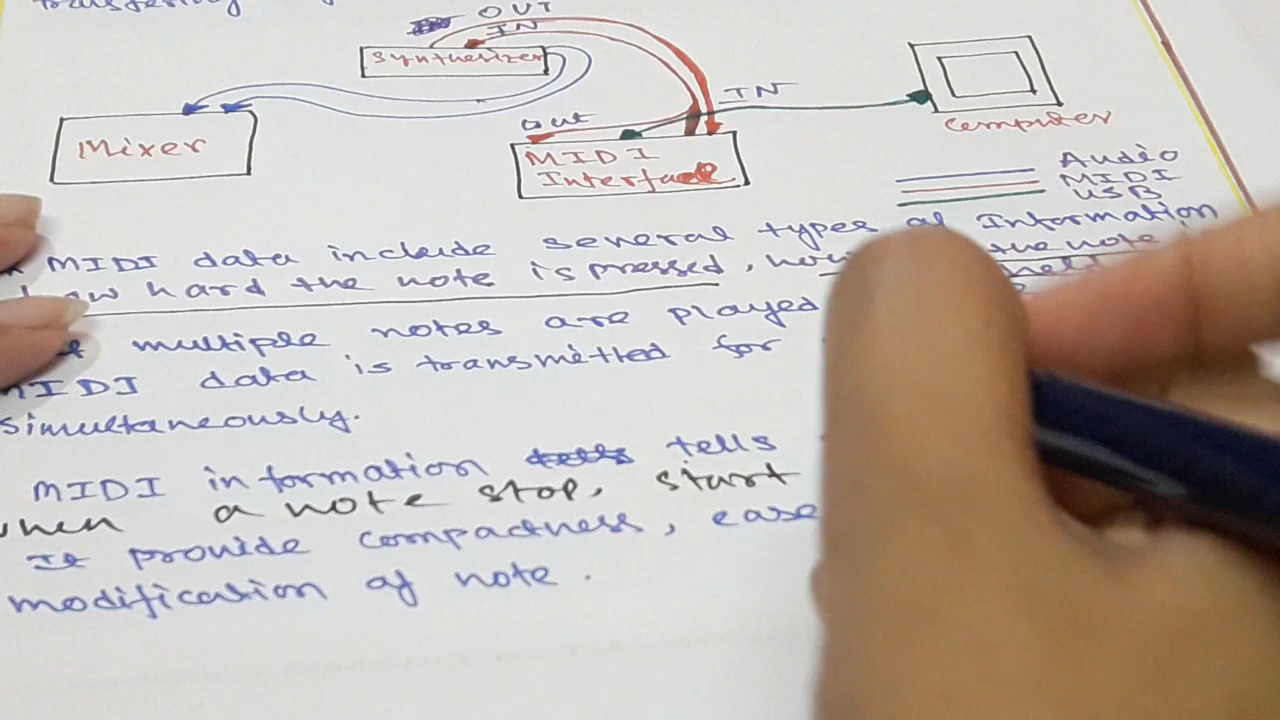 OUT
IN
Synthesizer
IN
out
Mixer
MIDI
Interface
Computer
Audio
MIDI
USB
MIDI data include several types of Information
how hard the note is pressed, the note
multiple notes are played
MIDI data is transmitted for
simultaneously.
MIDI information tells
when a note stop, start
It provide compactness, ease
modification of note.